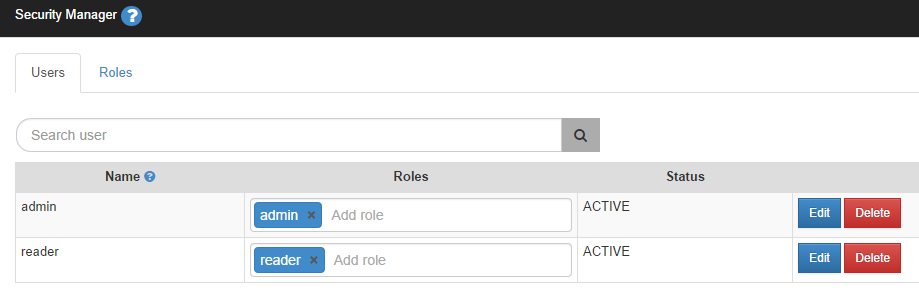 Security Manager ?
Users Roles
Search user
Name ? Roles Status
admin admin × Add role ACTIVE Edit Delete
reader reader × Add role ACTIVE Edit Delete